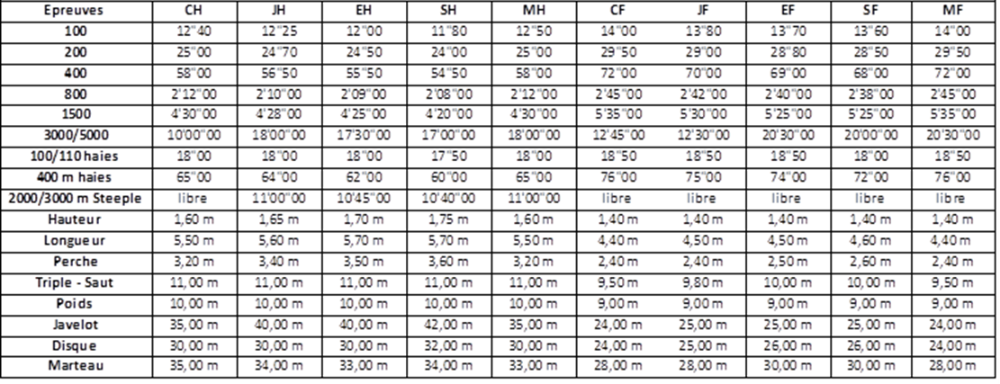 Epreuves CH JH EH SH MH CF JF EF SF MF
100 12"40 12"25 12"00 11"80 12"50 14"00 13"80 13"70 13"60 14"00
200 25"00 24"70 24"50 24"00 25"00 29"50 29"00 28"80 28"50 29"50
400 58"00 56"50 55"50 54"50 58"00 72"00 70"00 69"00 68"00 72"00
800 2'12"00 2'10"00 2'09"00 2'08"00 2'12"00 2'45"00 2'42"00 2'40"00 2'38"00 2'45"00
1500 4'30"00 4'28"00 4'25"00 4'20"00 4'30"00 5'35"00 5'30"00 5'25"00 5'25"00 5'35"00
3000/5000 10'00"00 18'00"00 17'30"00 17'00"00 18'00"00 12'45"00 12'30"00 20'30"00 20'00"00 20'30"00
100/110 haies 18"00 18"00 18"00 17"50 18"00 18"50 18"50 18"50 18"00 18"50
400 m haies 65"00 64"00 62"00 60"00 65"00 76"00 75"00 74"00 72"00 76"00
2000/3000 m Steeple libre 11'00"00 10'45"00 10'40"00 11'00"00 libre libre libre libre libre
Hauteur 1,60 m 1,65 m 1,70 m 1,75 m 1,60 m 1,40 m 1,40 m 1,40 m 1,40 m 1,40 m
Longueur 5,50 m 5,60 m 5,70 m 5,70 m 5,50 m 4,40 m 4,50 m 4,50 m 4,60 m 4,40 m
Perche 3,20 m 3,40 m 3,50 m 3,60 m 3,20 m 2,40 m 2,40 m 2,50 m 2,60 m 2,40 m
Triple - Saut 11,00 m 11,00 m 11,00 m 11,00 m 11,00 m 9,50 m 9,80 m 10,00 m 10,00 m 9,50 m
Poids 10,00 m 10,00 m 10,00 m 10,00 m 10,00 m 9,00 m 9,00 m 9,00 m 9,00 m 9,00 m
Javelot 35,00 m 40,00 m 40,00 m 42,00 m 35,00 m 24,00 m 25,00 m 25,00 m 25,00 m 24,00 m
Disque 30,00 m 30,00 m 30,00 m 32,00 m 30,00 m 24,00 m 25,00 m 26,00 m 26,00 m 24,00 m
Marteau 35,00 m 34,00 m 33,00 m 34,00 m 33,00 m 28,00 m 28,00 m 30,00 m 30,00 m 28,00 m